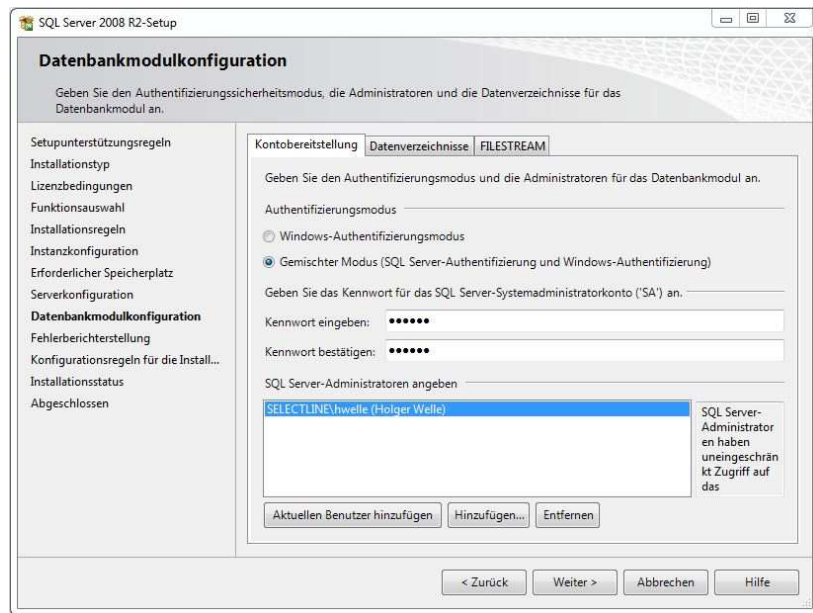 SQL Server 2008 R2-Setup
Datenbankmodulkonfiguration
Geben Sie den Authentifizierungssicherheitsmodus, die Administratoren und die Datenverzeichnisse für das
Datenbankmodul an.
Setupunterstützungsregeln
Installationstyp
Lizenzbedingungen
Funktionsauswahl
Installationsregeln
Instanzkonfiguration
Erforderlicher Speicherplatz
Serverkonfiguration
Datenbankmodulkonfiguration
Fehlerberichterstellung
Konfigurationsregeln für die Install...
Installationsstatus
Abgeschlossen
Kontobereitstellung
Datenverzeichnisse
FILESTREAM
Geben Sie den Authentifizierungsmodus und die Administratoren für das Datenbankmodul an.
Authentifizierungsmodus
Windows-Authentifizierungsmodus
Gemischter Modus (SQL Server-Authentifizierung und Windows-Authentifizierung)
Geben Sie das Kennwort für das SQL Server-Systemadministratorkonto ('SA') an.
Kennwort eingeben: ●●●●●●
Kennwort bestätigen: ●●●●●●
SQL Server-Administratoren angeben
SELECTLINE\hwelle (Holger Welle)
SQL Server-
Administrator
en haben
uneingeschrän
kt Zugriff auf
das
Aktuellen Benutzer hinzufügen
Hinzufügen...
Entfernen
< Zurück
Weiter >
Abbrechen
Hilfe